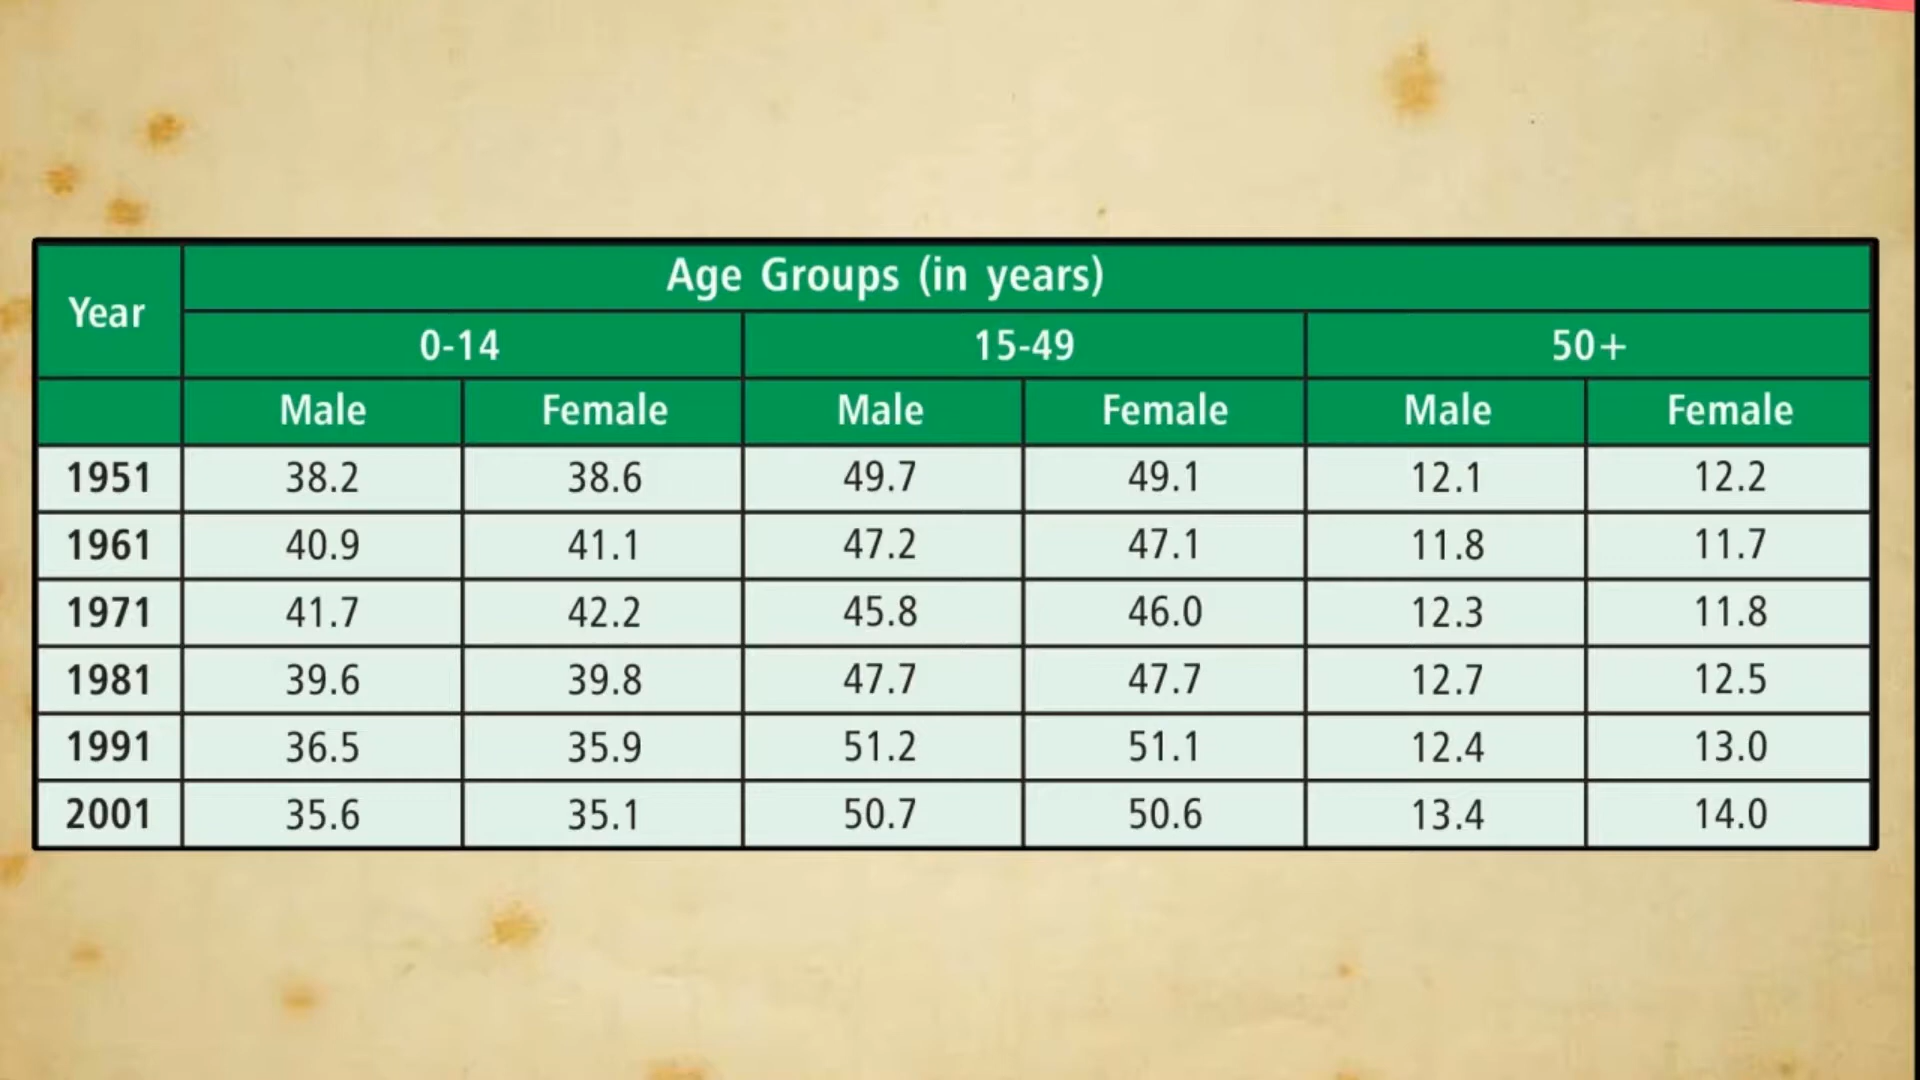 Year Age Groups (in years)
0-14 15-49 50+
Male Female Male Female Male Female
1951 38.2 38.6 49.7 49.1 12.1 12.2
1961 40.9 41.1 47.2 47.1 11.8 11.7
1971 41.7 42.2 45.8 46.0 12.3 11.8
1981 39.6 39.8 47.7 47.7 12.7 12.5
1991 36.5 35.9 51.2 51.1 12.4 13.0
2001 35.6 35.1 50.7 50.6 13.4 14.0